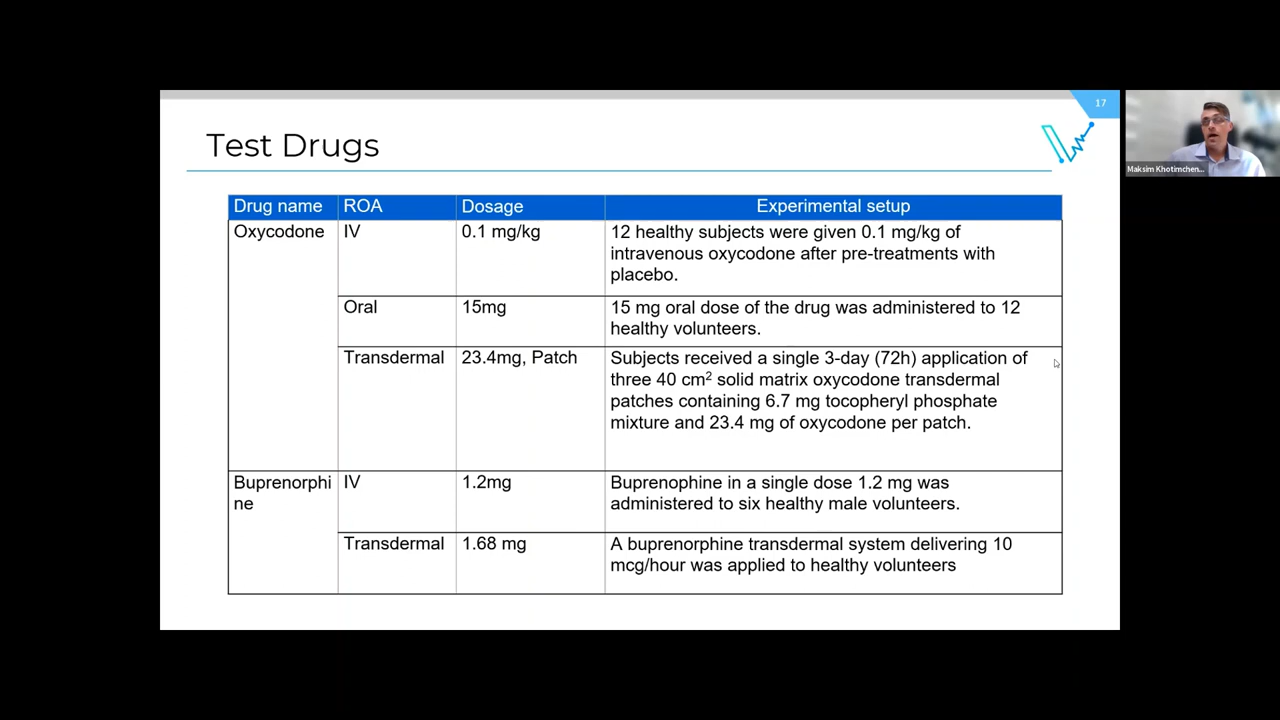 17
Test Drugs
Maksim Khotimchen...
Drug name ROA Dosage Experimental setup
Oxycodone IV 0.1 mg/kg 12 healthy subjects were given 0.1 mg/kg of
intravenous oxycodone after pre-treatments with
placebo.
Oral 15mg 15 mg oral dose of the drug was administered to 12
healthy volunteers.
Transdermal 23.4mg, Patch Subjects received a single 3-day (72h) application of
three 40 cm² solid matrix oxycodone transdermal
patches containing 6.7 mg tocopheryl phosphate
mixture and 23.4 mg of oxycodone per patch.
Buprenorphi IV 1.2mg Buprenophine in a single dose 1.2 mg was
ne administered to six healthy male volunteers.
Transdermal 1.68 mg A buprenorphine transdermal system delivering 10
mcg/hour was applied to healthy volunteers